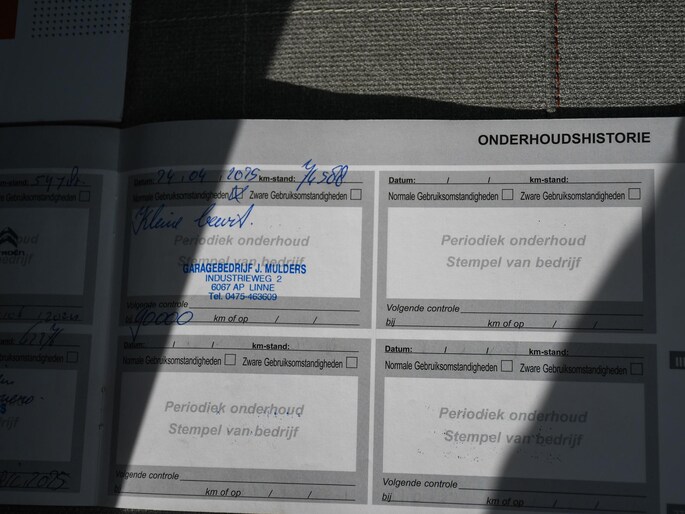 ONDERHOUDSHISTORIE
Datum: 24 . 04 . 2025 km-stand: 74568
Normale Gebruiksomstandigheden Zware Gebruiksomstandigheden
Kleine beurt.
Periodiek onderhoud
Stempel van bedrijf
GARAGEBEDRIJF J. MULDERS
INDUSTRIEWEG 2
6067 AP LINNE
Tel. 0475-463609
Volgende controle
bij 90000 km of op / /
Datum: / / km-stand:
Normale Gebruiksomstandigheden Zware Gebruiksomstandigheden
Periodiek onderhoud
Stempel van bedrijf
Volgende controle
bij km of op / /
Datum: / / km-stand:
Normale Gebruiksomstandigheden Zware Gebruiksomstandigheden
Periodiek onderhoud
Stempel van bedrijf
Volgende controle
km of op / /
Datum: / / km-stand:
Normale Gebruiksomstandigheden Zware Gebruiksomstandigheden
Periodiek onderhoud
Stempel van bedrijf
Volgende controle
bij km of op / /